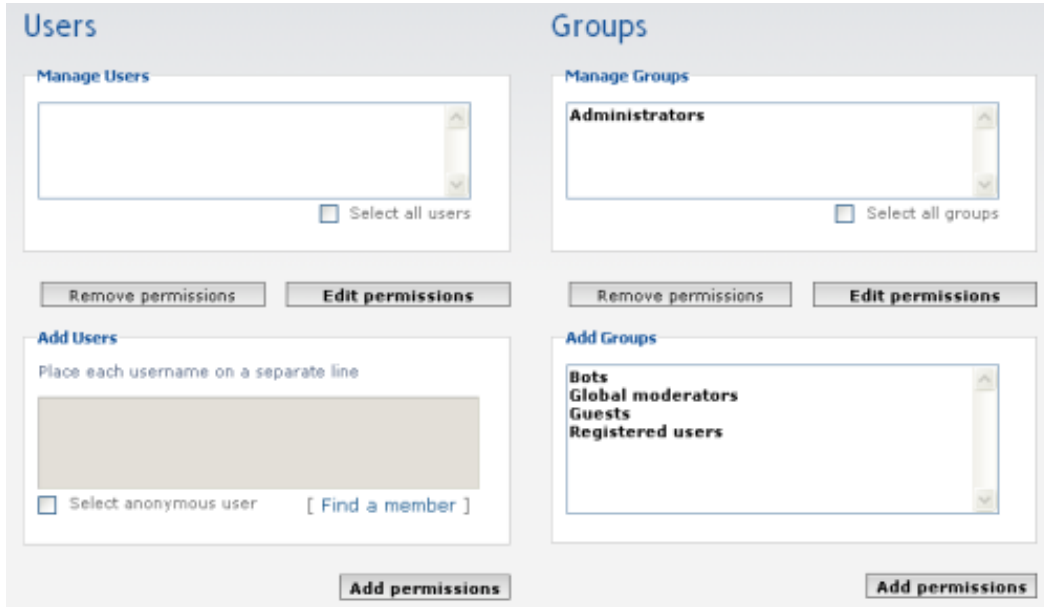 Users
Manage Users
Select all users
Remove permissions
Edit permissions
Add Users
Place each username on a separate line
Select anonymous user
[ Find a member ]
Add permissions
Groups
Manage Groups
Administrators
Select all groups
Remove permissions
Edit permissions
Add Groups
Bots
Global moderators
Guests
Registered users
Add permissions